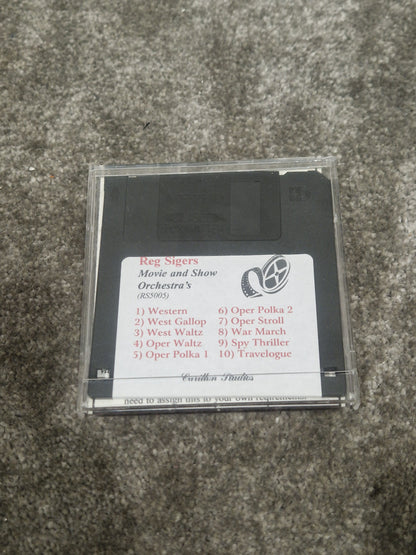 Reg Sigers
Movie and Show
Orchestra's
(RS5005)
1) Western
2) West Gallop
3) West Waltz
4) Oper Waltz
5) Oper Polka 1
6) Oper Polka 2
7) Oper Stroll
8) War March
9) Spy Thriller
10) Travelogue
Carillon Studios
need to assign this to your own requirements